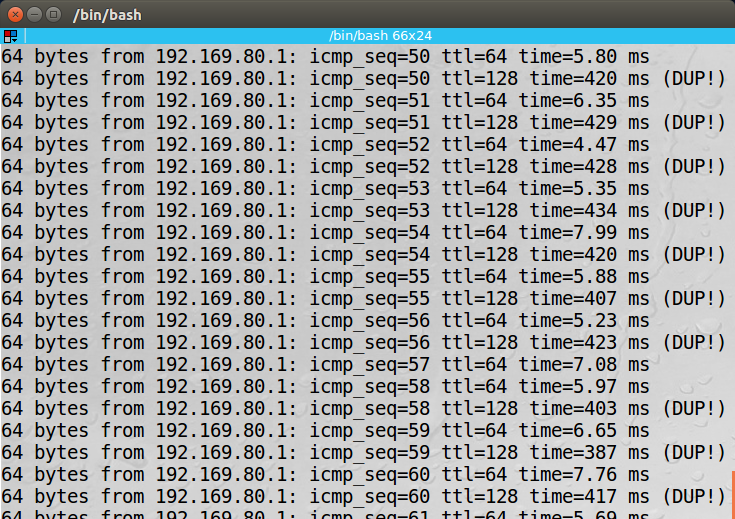 /bin/bash
/bin/bash 66x24
64 bytes from 192.169.80.1: icmp_seq=50 ttl=64 time=5.80 ms
64 bytes from 192.169.80.1: icmp_seq=50 ttl=128 time=420 ms (DUP!)
64 bytes from 192.169.80.1: icmp_seq=51 ttl=64 time=6.35 ms
64 bytes from 192.169.80.1: icmp_seq=51 ttl=128 time=429 ms (DUP!)
64 bytes from 192.169.80.1: icmp_seq=52 ttl=64 time=4.47 ms
64 bytes from 192.169.80.1: icmp_seq=52 ttl=128 time=428 ms (DUP!)
64 bytes from 192.169.80.1: icmp_seq=53 ttl=64 time=5.35 ms
64 bytes from 192.169.80.1: icmp_seq=53 ttl=128 time=434 ms (DUP!)
64 bytes from 192.169.80.1: icmp_seq=54 ttl=64 time=7.99 ms
64 bytes from 192.169.80.1: icmp_seq=54 ttl=128 time=420 ms (DUP!)
64 bytes from 192.169.80.1: icmp_seq=55 ttl=64 time=5.88 ms
64 bytes from 192.169.80.1: icmp_seq=55 ttl=128 time=407 ms (DUP!)
64 bytes from 192.169.80.1: icmp_seq=56 ttl=64 time=5.23 ms
64 bytes from 192.169.80.1: icmp_seq=56 ttl=128 time=423 ms (DUP!)
64 bytes from 192.169.80.1: icmp_seq=57 ttl=64 time=7.08 ms
64 bytes from 192.169.80.1: icmp_seq=58 ttl=64 time=5.97 ms
64 bytes from 192.169.80.1: icmp_seq=58 ttl=128 time=403 ms (DUP!)
64 bytes from 192.169.80.1: icmp_seq=59 ttl=64 time=6.65 ms
64 bytes from 192.169.80.1: icmp_seq=59 ttl=128 time=387 ms (DUP!)
64 bytes from 192.169.80.1: icmp_seq=60 ttl=64 time=7.76 ms
64 bytes from 192.169.80.1: icmp_seq=60 ttl=128 time=417 ms (DUP!)
64 bytes from 192.169.80.1: icmp_seq=61 ttl=64 time=5.69 ms